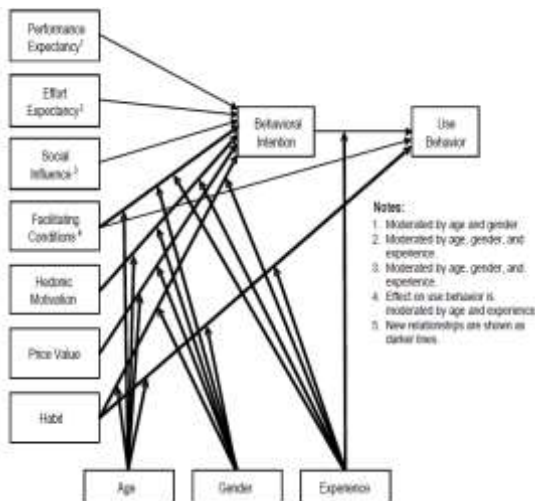 Performance
Expectancy1
Effort
Expectancy2
Social
Influence3
Facilitating
Conditions4
Hedonic
Motivation
Price Value
Habit
Behavioral
Intention
Use
Behavior
Notes:
1. Moderated by age and gender.
2. Moderated by age, gender, and
experience.
3. Moderated by age, gender, and
experience.
4. Effect on use behavior is
moderated by age and experience.
5. New relationships are shown as
darker lines.
Age
Gender
Experience